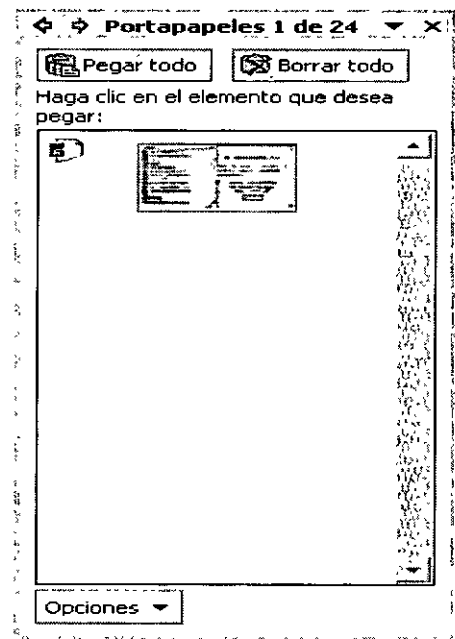 Portapapeles 1 de 24
Pegar todo Borrar todo
Haga clic en el elemento que desea
pegar:
Opciones